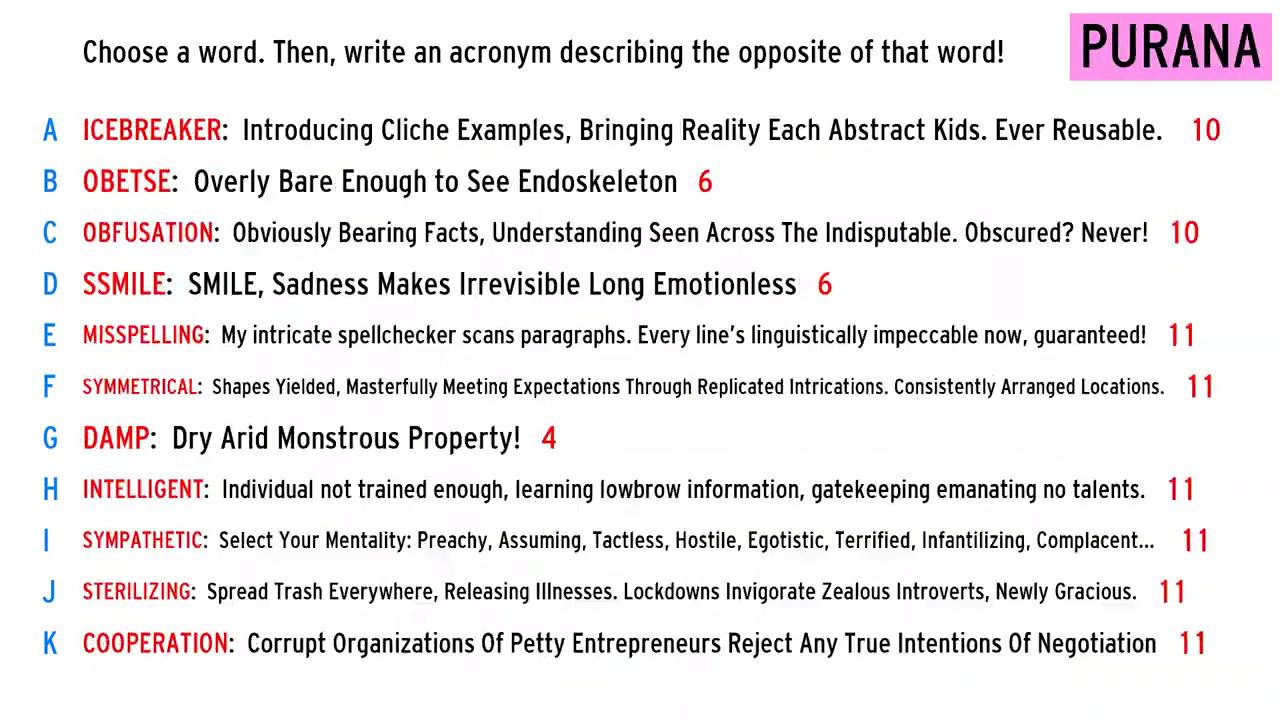 Choose a word. Then, write an acronym describing the opposite of that word!
PURANA
A ICEBREAKER: Introducing Cliche Examples, Bringing Reality Each Abstract Kids. Ever Reusable. 10
B OBETSE: Overly Bare Enough to See Endoskeleton 6
C OBFUSATION: Obviously Bearing Facts, Understanding Seen Across The Indisputable. Obscured? Never! 10
D SSMILE: SMILE, Sadness Makes Irrevisible Long Emotionless 6
E MISSPELLING: My intricate spellchecker scans paragraphs. Every line's linguistically impeccable now, guaranteed! 11
F SYMMETRICAL: Shapes Yielded, Masterfully Meeting Expectations Through Replicated Intrications. Consistently Arranged Locations. 11
G DAMP: Dry Arid Monstrous Property! 4
H INTELLIGENT: Individual not trained enough, learning lowbrow information, gatekeeping emanating no talents. 11
I SYMPATHETIC: Select Your Mentality: Preachy, Assuming, Tactless, Hostile, Egotistic, Terrified, Infantilizing, Complacent... 11
J STERILIZING: Spread Trash Everywhere, Releasing Illnesses. Lockdowns Invigorate Zealous Introverts, Newly Gracious. 11
K COOPERATION: Corrupt Organizations Of Petty Entrepreneurs Reject Any True Intentions Of Negotiation 11